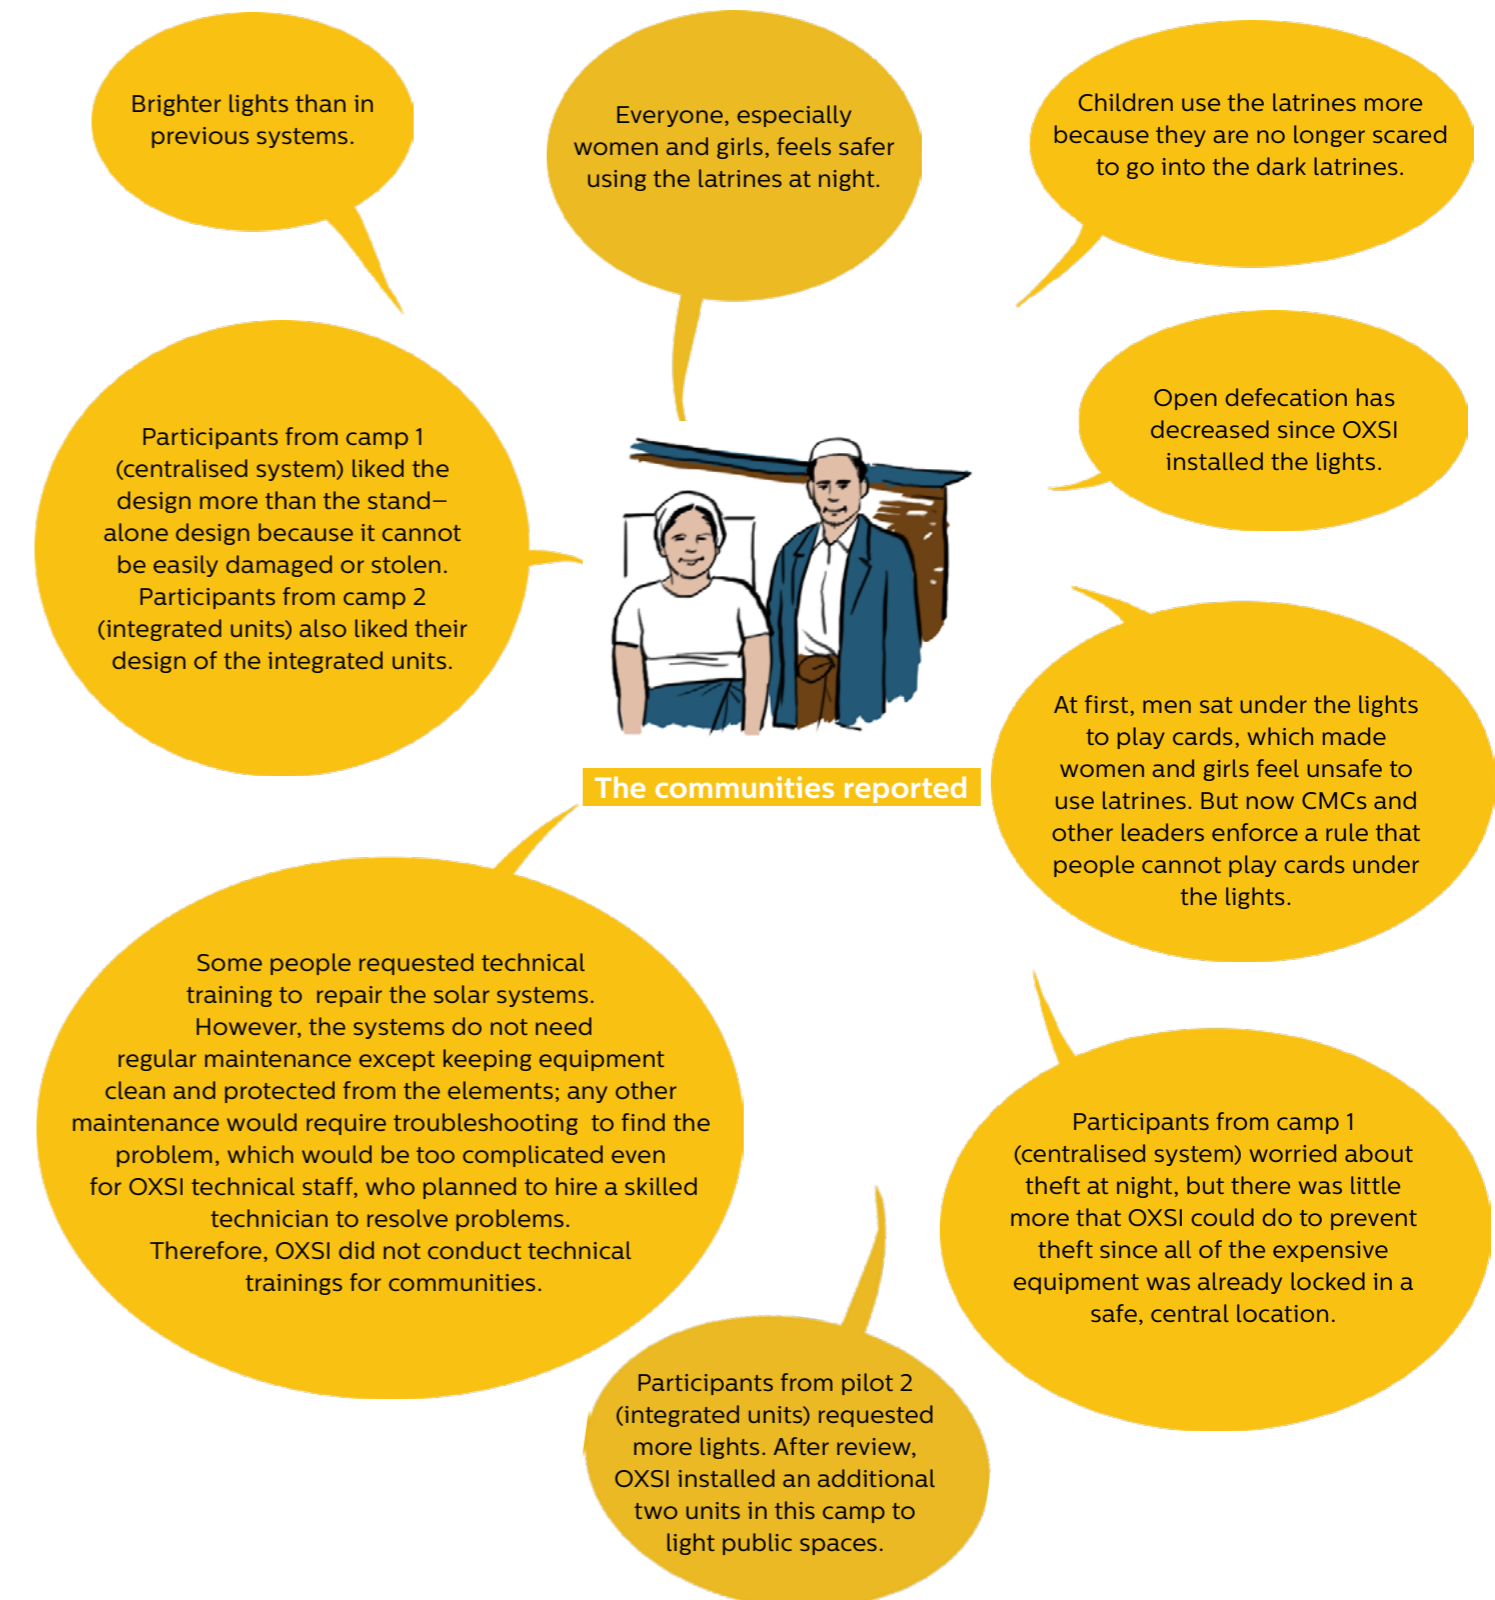 Brighter lights than in
previous systems.
Everyone, especially
women and girls, feels safer
using the latrines at night.
Children use the latrines more
because they are no longer scared
to go into the dark latrines.
Participants from camp 1
(centralised system) liked the
design more than the stand–
alone design because it cannot
be easily damaged or stolen.
Participants from camp 2
(integrated units) also liked their
design of the integrated units.
Open defecation has
decreased since OXSI
installed the lights.
At first, men sat under the lights
to play cards, which made
women and girls feel unsafe to
use latrines. But now CMCs and
other leaders enforce a rule that
people cannot play cards under
the lights.
The communities reported
Some people requested technical
training to  repair the solar systems.
However, the systems do not need
regular maintenance except keeping equipment
clean and protected from the elements; any other
maintenance would require troubleshooting  to find the
problem, which would be too complicated even
for OXSI technical staff, who planned to hire a skilled
technician to resolve problems.
Therefore, OXSI did not conduct technical
trainings for communities.
Participants from camp 1
(centralised system) worried about
theft at night, but there was little
more that OXSI could do to prevent
theft since all of the expensive
equipment was already locked in a
safe, central location.
Participants from pilot 2
(integrated units) requested
more lights. After review,
OXSI installed an additional
two units in this camp to
light public spaces.